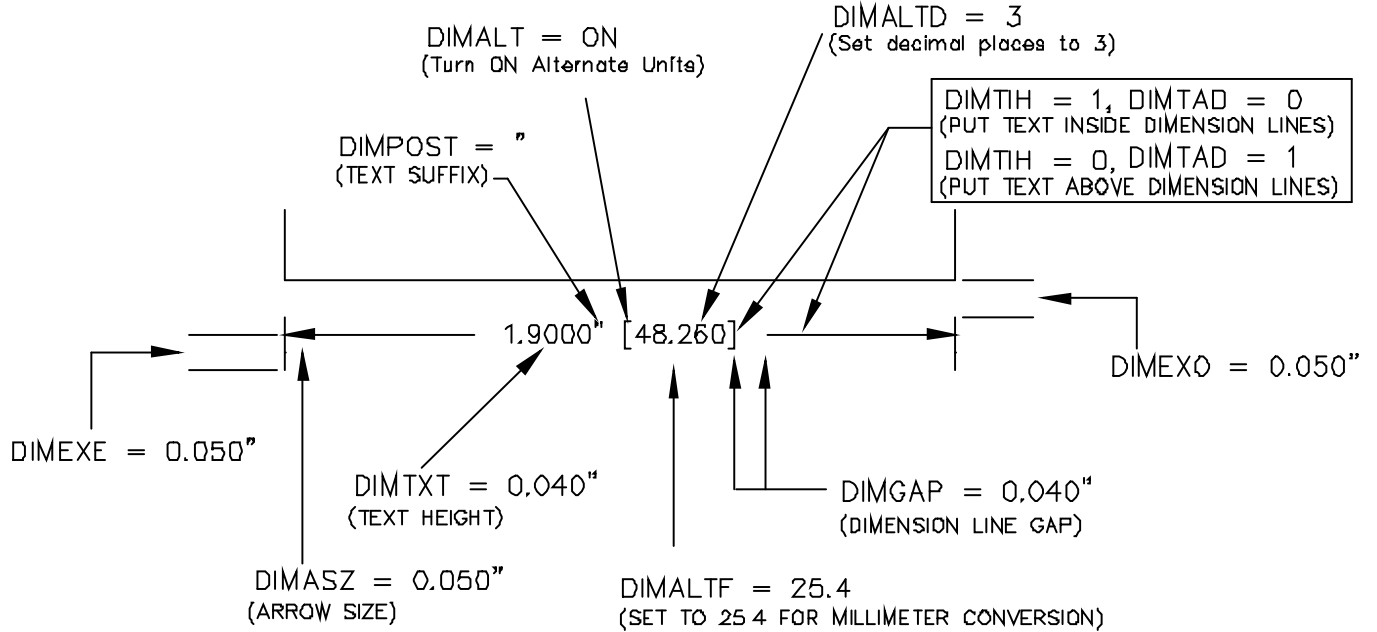 DIMALTD = 3
(Set decimal places to 3)
DIMALT = ON
(Turn ON Alternate Units)
DIMTIH = 1, DIMTAD = 0
(PUT TEXT INSIDE DIMENSION LINES)
DIMTIH = 0, DIMTAD = 1
(PUT TEXT ABOVE DIMENSION LINES)
DIMPOST = "
(TEXT SUFFIX)
1.9000" [48.260]
DIMEXO = 0.050"
DIMEXE = 0.050"
DIMTXT = 0.040"
(TEXT HEIGHT)
DIMGAP = 0.040"
(DIMENSION LINE GAP)
DIMASZ = 0.050"
(ARROW SIZE)
DIMALTF = 25.4
(SET TO 25 4 FOR MILLIMETER CONVERSION)